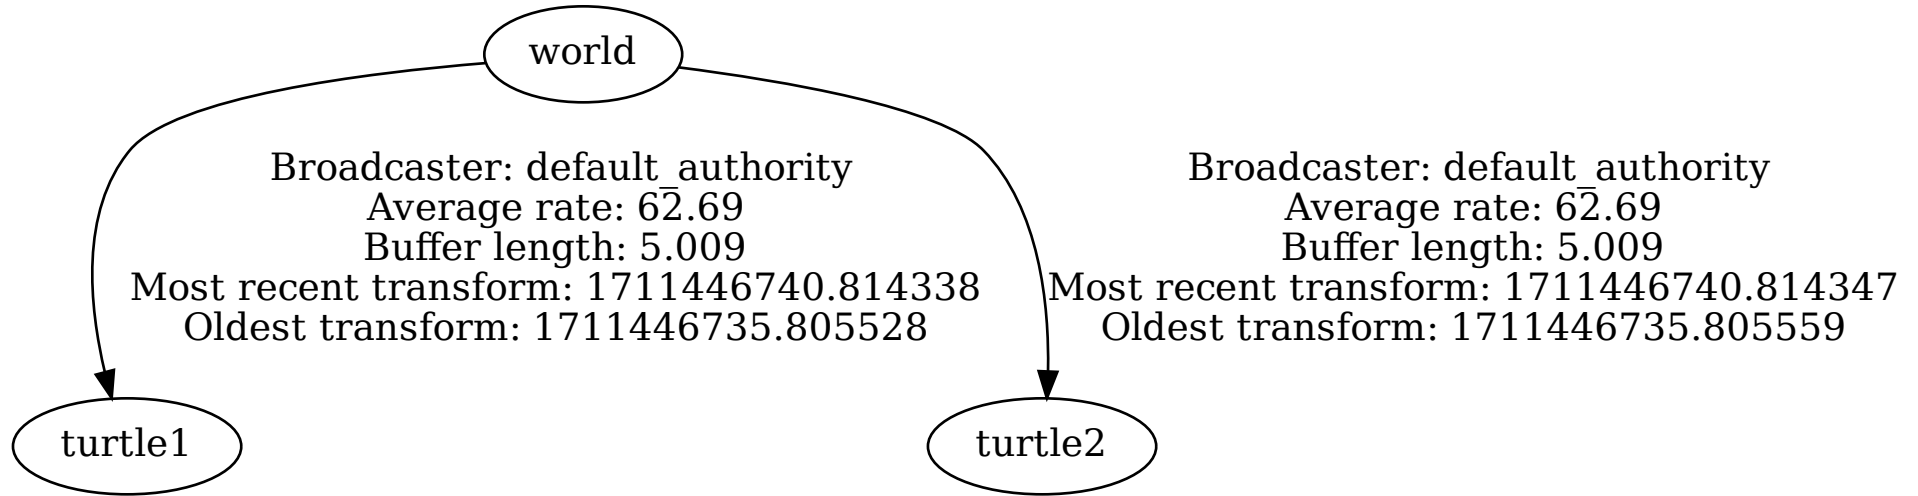 world
Broadcaster: default_authority
Average rate: 62.69
Buffer length: 5.009
Most recent transform: 1711446740.814338
Oldest transform: 1711446735.805528
Broadcaster: default_authority
Average rate: 62.69
Buffer length: 5.009
Most recent transform: 1711446740.814347
Oldest transform: 1711446735.805559
turtle1
turtle2